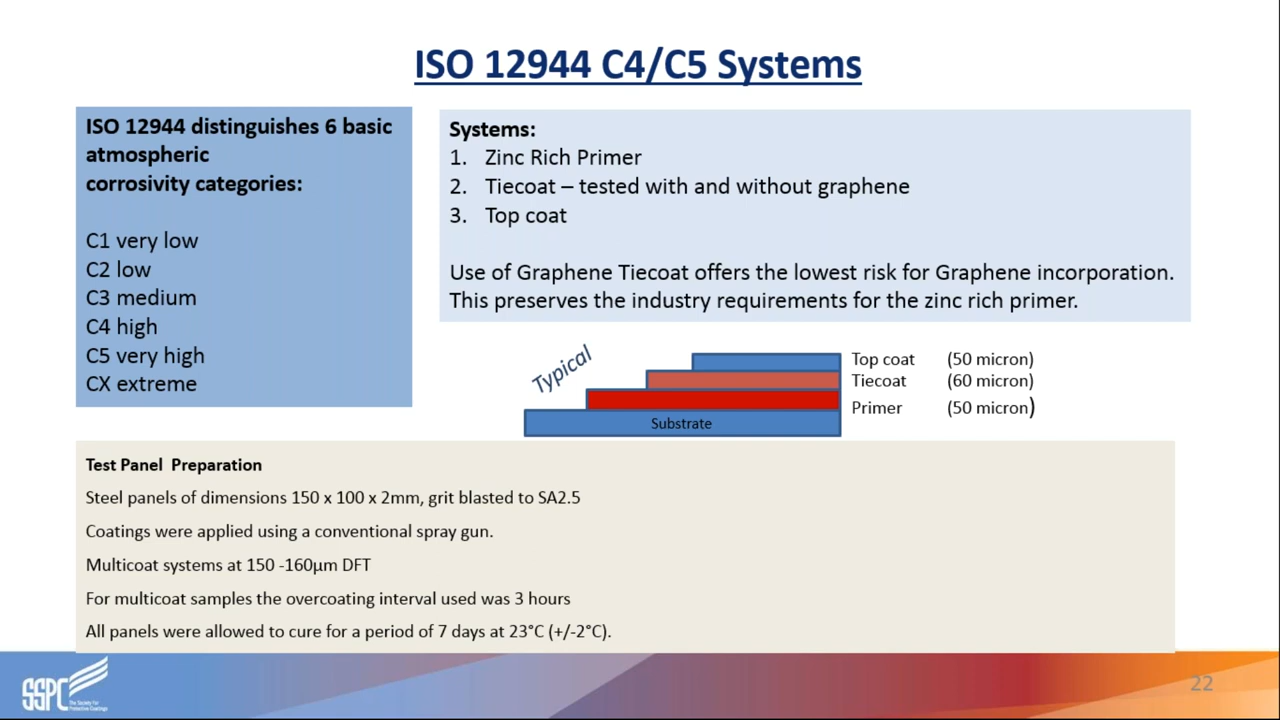 ISO 12944 C4/C5 Systems
ISO 12944 distinguishes 6 basic
atmospheric
corrosivity categories:
C1 very low
C2 low
C3 medium
C4 high
C5 very high
CX extreme
Systems:
1. Zinc Rich Primer
2. Tiecoat – tested with and without graphene
3. Top coat
Use of Graphene Tiecoat offers the lowest risk for Graphene incorporation.
This preserves the industry requirements for the zinc rich primer.
Typical
Top coat (50 micron)
Tiecoat (60 micron)
Primer (50 micron)
Substrate
Test Panel Preparation
Steel panels of dimensions 150 x 100 x 2mm, grit blasted to SA2.5
Coatings were applied using a conventional spray gun.
Multicoat systems at 150 -160µm DFT
For multicoat samples the overcoating interval used was 3 hours
All panels were allowed to cure for a period of 7 days at 23°C (+/-2°C).
SSPC
The Society for
Protective Coatings
22